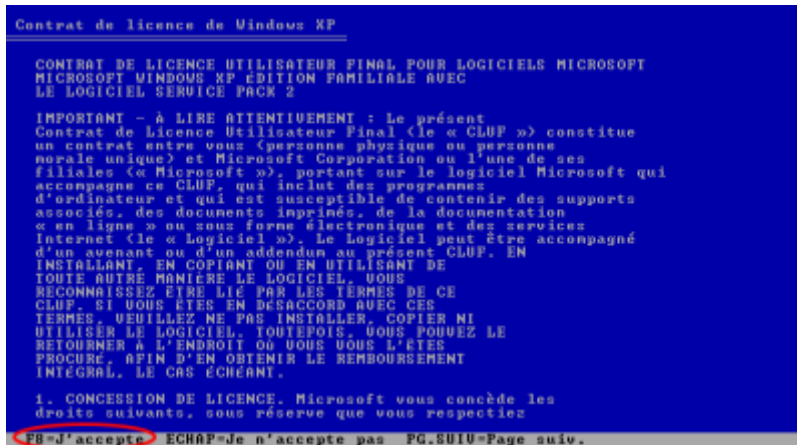 Contrat de licence de Windows XP
CONTRAT DE LICENCE UTILISATEUR FINAL POUR LOGICIELS MICROSOFT
MICROSOFT WINDOWS XP ÉDITION FAMILIALE AVEC
LE LOGICIEL SERVICE PACK 2
IMPORTANT - À LIRE ATTENTIVEMENT : Le présent
Contrat de Licence Utilisateur Final (le « CLUF ») constitue
un contrat entre vous (personne physique ou personne
morale unique) et Microsoft Corporation ou l'une de ses
filiales (« Microsoft »), portant sur le logiciel Microsoft qui
accompagne ce CLUF, qui inclut des programmes
d'ordinateur et qui est susceptible de contenir des supports
associés, des documents imprimés, de la documentation
« en ligne » ou sous forme électronique et des services
Internet (le « Logiciel »). Le Logiciel peut être accompagné
d'un avenant ou d'un addendum au présent CLUF. EN
INSTALLANT, EN COPIANT OU EN UTILISANT DE
TOUTE AUTRE MANIÈRE LE LOGICIEL, VOUS
RECONNAISSEZ ÊTRE LIÉ PAR LES TERMES DE CE
CLUF. SI VOUS ÊTES EN DÉSACCORD AVEC CES
TERMES, VEUILLEZ NE PAS INSTALLER, COPIER NI
UTILISER LE LOGICIEL. TOUTEFOIS, VOUS POUVEZ LE
RETOURNER À L'ENDROIT OÙ VOUS VOUS L'ÊTES
PROCURÉ, AFIN D'EN OBTENIR LE REMBOURSEMENT
INTÉGRAL, LE CAS ÉCHÉANT.
1. CONCESSION DE LICENCE. Microsoft vous concède les
droits suivants, sous réserve que vous respectiez
F8=J'accepte ECHAP=Je n'accepte pas PG.SUIV=Page suiv.